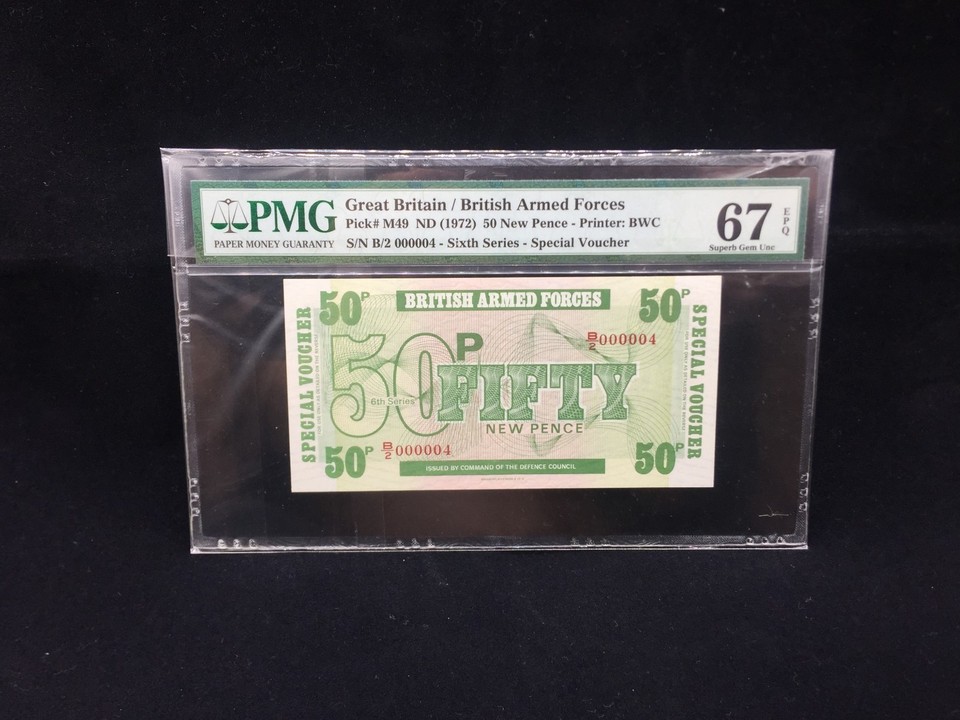 PMG
PAPER MONEY GUARANTY
Great Britain / British Armed Forces
Pick# M49 ND (1972) 50 New Pence - Printer: BWC
S/N B/2 000004 - Sixth Series - Special Voucher
67
EPQ
Superb Gem Unc
50P
BRITISH ARMED FORCES
50P
SPECIAL VOUCHER
SPECIAL VOUCHER
B/2 000004
50P
FIFTY
6th Series
NEW PENCE
B/2 000004
50P
ISSUED BY COMMAND OF THE DEFENCE COUNCIL
50P